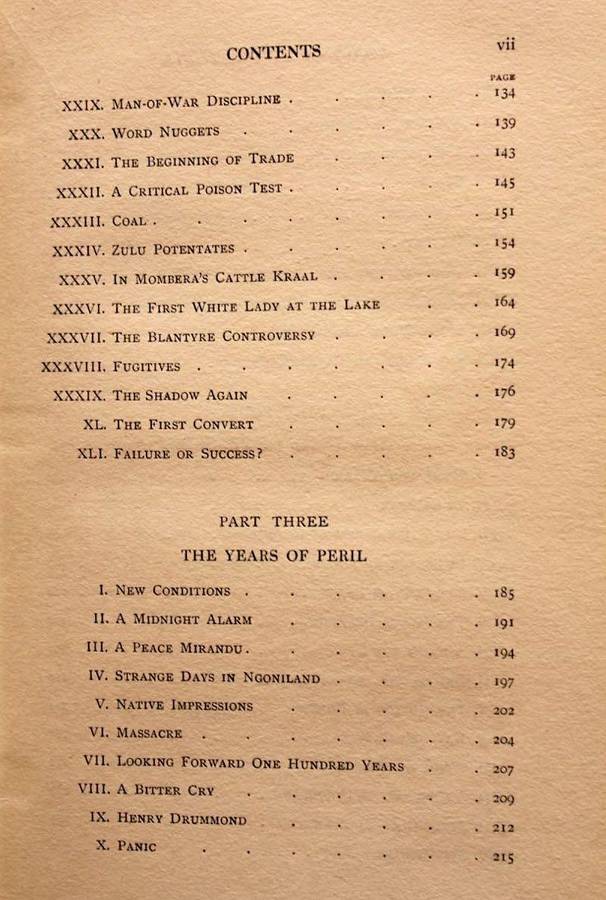 CONTENTS vii
PAGE
XXIX. Man-of-War Discipline . . . . . 134
XXX. Word Nuggets . . . . . . 139
XXXI. The Beginning of Trade . . . . 143
XXXII. A Critical Poison Test . . . . . 145
XXXIII. Coal . . . . . . . . 151
XXXIV. Zulu Potentates . . . . . . 154
XXXV. In Mombera's Cattle Kraal . . . . 159
XXXVI. The First White Lady at the Lake . . 164
XXXVII. The Blantyre Controversy . . . . 169
XXXVIII. Fugitives . . . . . . . 174
XXXIX. The Shadow Again . . . . . 176
XL. The First Convert . . . . . 179
XLI. Failure or Success? . . . . . 183
PART THREE
THE YEARS OF PERIL
I. New Conditions . . . . . . 185
II. A Midnight Alarm . . . . . 191
III. A Peace Mirandu . . . . . . 194
IV. Strange Days in Ngoniland . . . . 197
V. Native Impressions . . . . . 202
VI. Massacre . . . . . . . 204
VII. Looking Forward One Hundred Years . . 207
VIII. A Bitter Cry . . . . . . 209
IX. Henry Drummond . . . . . 212
X. Panic . . . . . . . 215